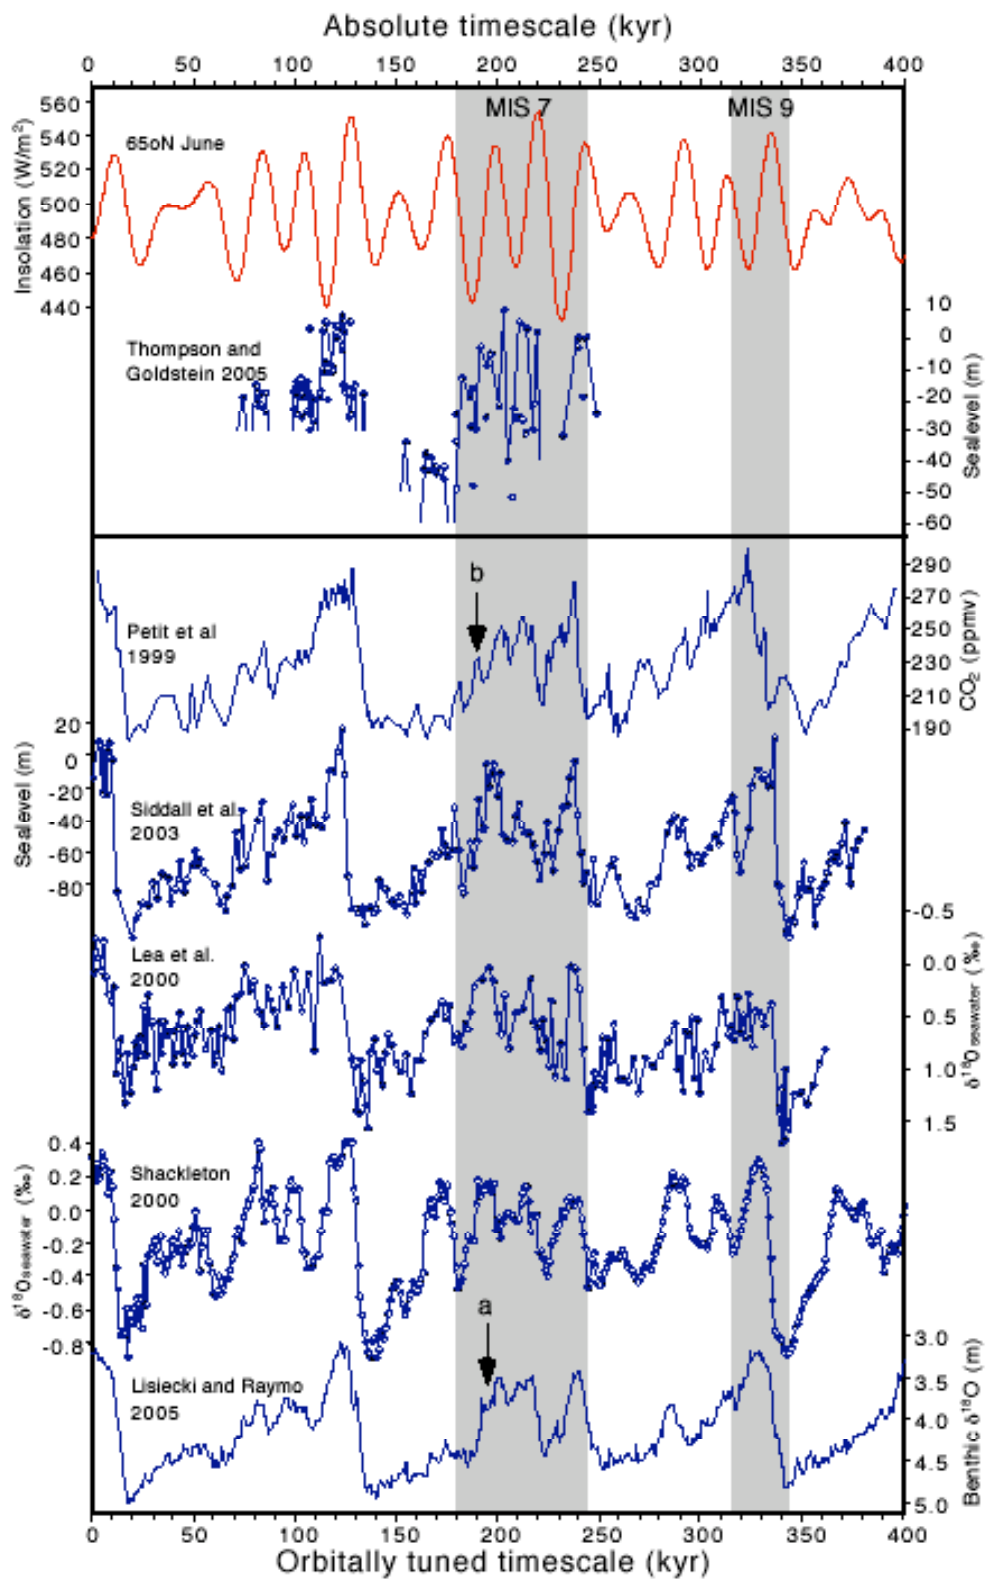 Absolute timescale (kyr)
0 50 100 150 200 250 300 350 400
MIS 7 MIS 9
560
540
520
500
480
460
440
Insolation (W/m²)
65oN June
Thompson and
Goldstein 2005
10
0
-10
-20
-30
-40
-50
-60
Sealevel (m)
b
Petit et al
1999
290
270
250
230
210
190
CO₂ (ppmv)
20
0
-20
-40
-60
-80
Sealevel (m)
Siddall et al.
2003
Lea et al.
2000
-0.5
0.0
0.5
1.0
1.5
δ¹⁸Oseawater (‰)
0.4
0.2
0.0
-0.2
-0.4
-0.6
-0.8
δ¹⁸Oseawater (‰)
Shackleton
2000
a
Lisiecki and Raymo
2005
3.0
3.5
4.0
4.5
5.0
Benthic δ¹⁸O (m)
0 50 100 150 200 250 300 350 400
Orbitally tuned timescale (kyr)